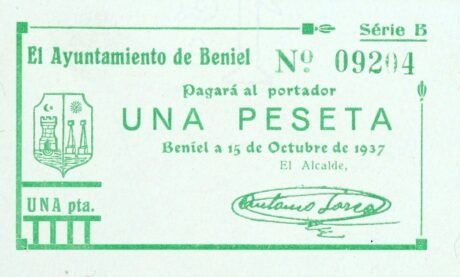 Série B
El Ayuntamiento de Beniel Nº 09204
Pagará al portador
UNA PESETA
Beniel a 15 de Octubre de 1937
El Alcalde,
Antonio
UNA pta.